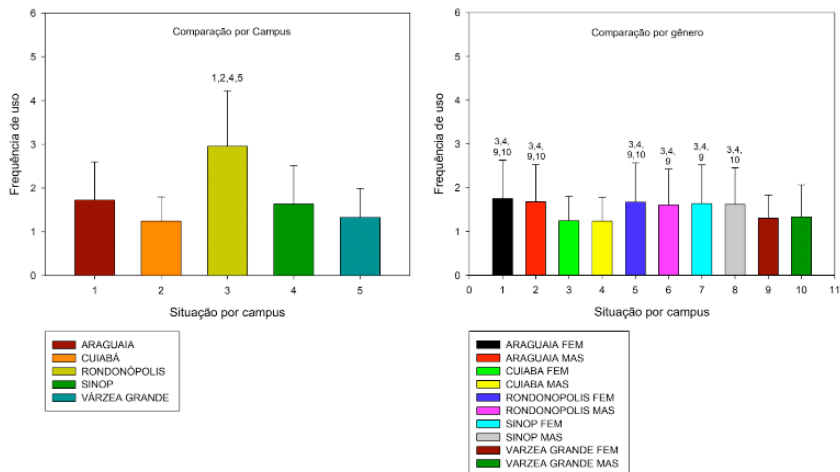 Comparação por Campus
6
5
4
3
2
1
0
Frequência de uso
1,2,4,5
1 2 3 4 5
Situação por campus
ARAGUAIA
CUIABÁ
RONDONÓPOLIS
SINOP
VÁRZEA GRANDE
Comparação por gênero
6
5
4
3
2
1
0
Frequência de uso
3,4,
9,10
3,4,
9,10
3,4,
9,10
3,4,
9
3,4,
9
3,4,
10
0 1 2 3 4 5 6 7 8 9 10 11
Situação por campus
ARAGUAIA FEM
ARAGUAIA MAS
CUIABA FEM
CUIABA MAS
RONDONOPOLIS FEM
RONDONOPOLIS MAS
SINOP FEM
SINOP MAS
VARZEA GRANDE FEM
VARZEA GRANDE MAS